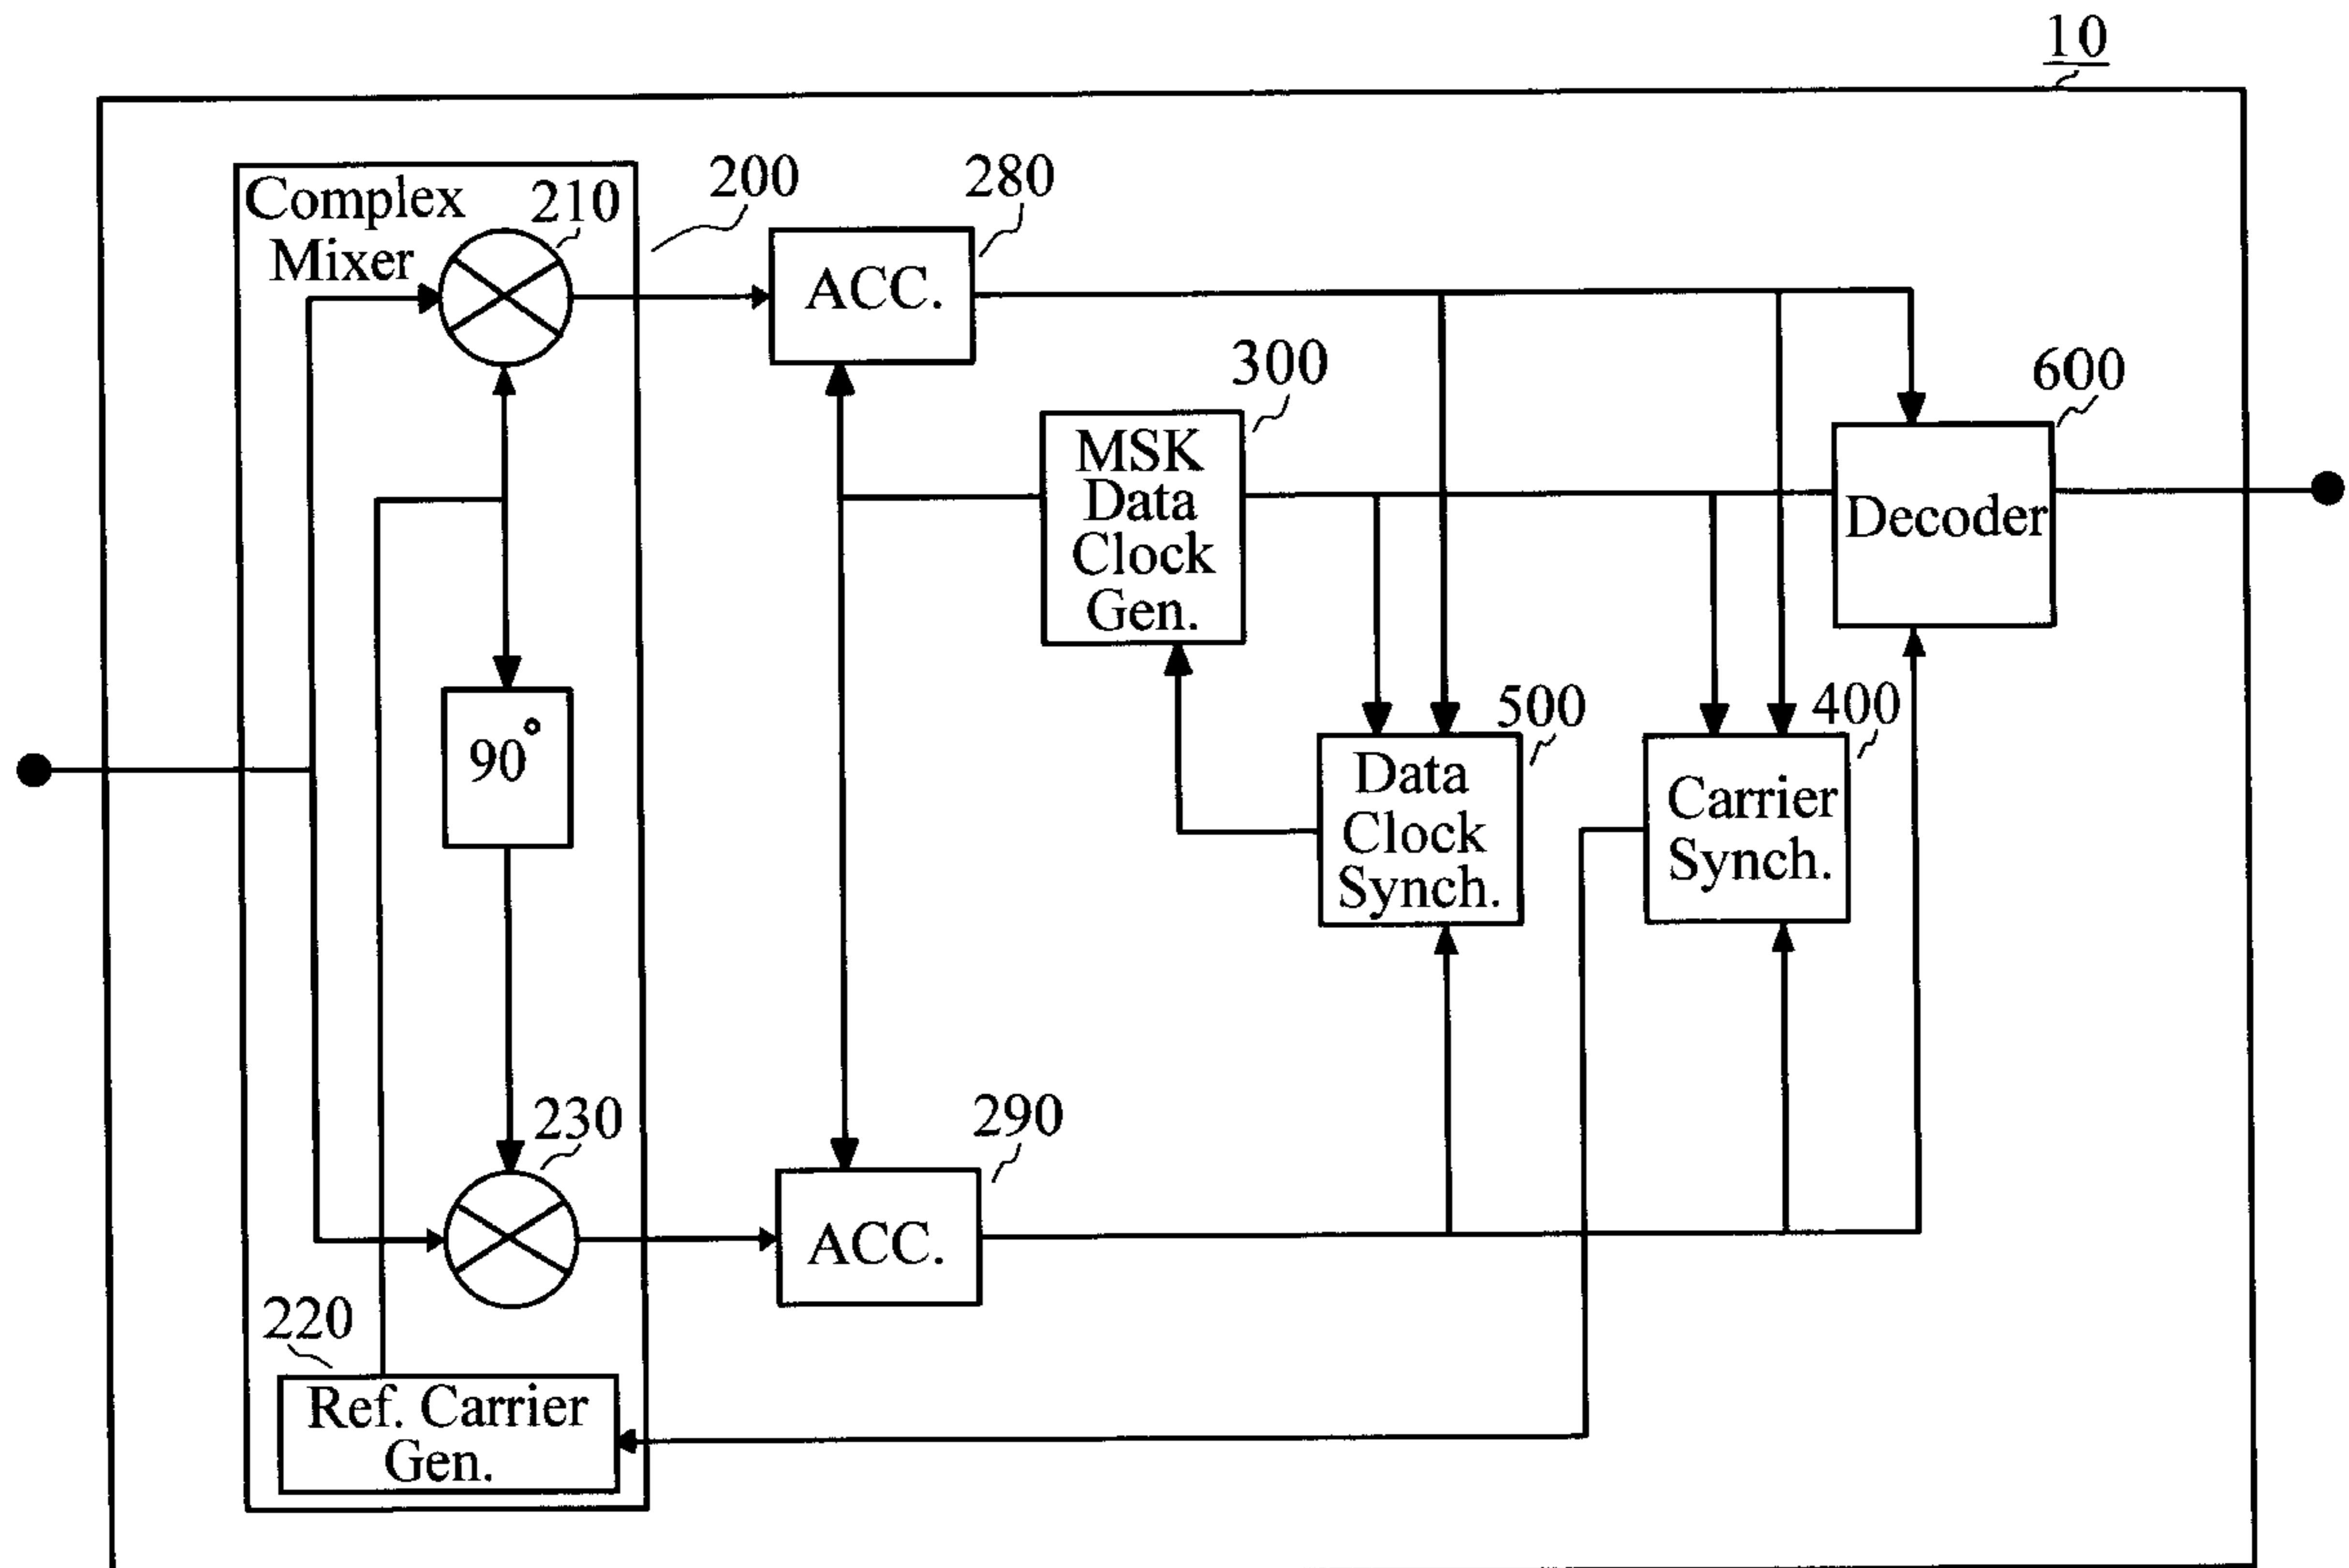 10
Complex
Mixer
210
200
280
ACC.
300
MSK
Data
Clock
Gen.
600
Decoder
90°
500
Data
Clock
Synch.
400
Carrier
Synch.
230
290
ACC.
220
Ref. Carrier
Gen.